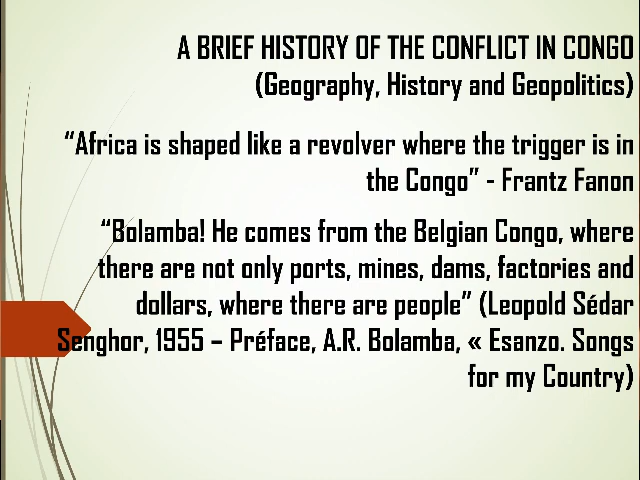 A BRIEF HISTORY OF THE CONFLICT IN CONGO
(Geography, History and Geopolitics)
“Africa is shaped like a revolver where the trigger is in
the Congo” - Frantz Fanon
“Bolamba! He comes from the Belgian Congo, where
there are not only ports, mines, dams, factories and
dollars, where there are people” (Leopold Sédar
Senghor, 1955 – Préface, A.R. Bolamba, « Esanzo. Songs
for my Country)